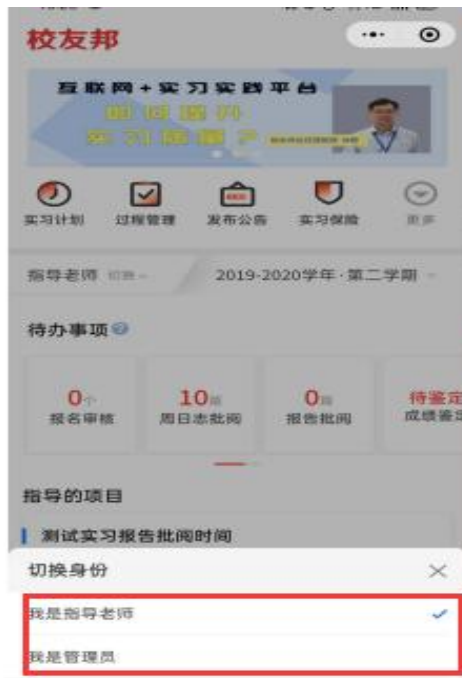 校友邦
互联网+实习实践平台
实习计划 过程管理 发布公告 实习保险 更多
指导老师 切换 2019-2020学年·第二学期
待办事项
0个 10篇 0篇 待鉴定
报名审核 周日志批阅 报告批阅 成绩鉴定
指导的项目
测试实习报告批阅时间
切换身份
我是指导老师
我是管理员